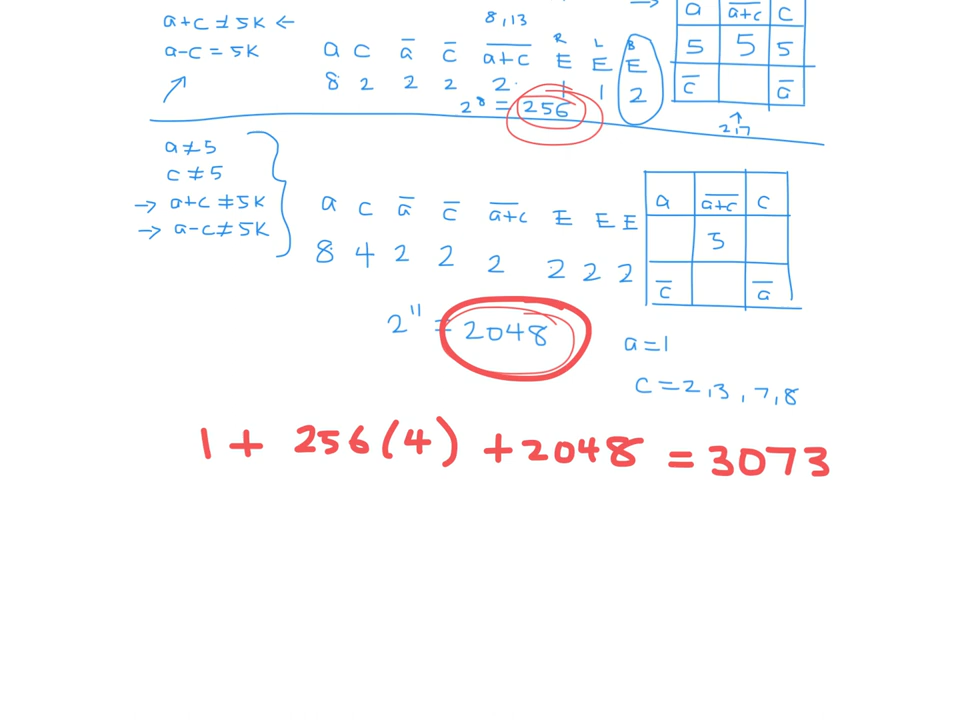 a+c≠5K ←
a-c=5K
8,13
a c ā c̄ a+c E E E
R L B
8 2 2 2 2 1 1 2
2⁸ = 256
→ a a+c c
5 5 5
c̄ ā
↑
2,7
a≠5
c≠5
→ a+c≠5K
→ a-c≠5K
a c ā c̄ a+c E E E
8 4 2 2 2 2 2 2
2¹¹ = 2048
a a+c c
5
c̄ ā
a=1
c=2,3,7,8
1 + 256(4) + 2048 = 3073